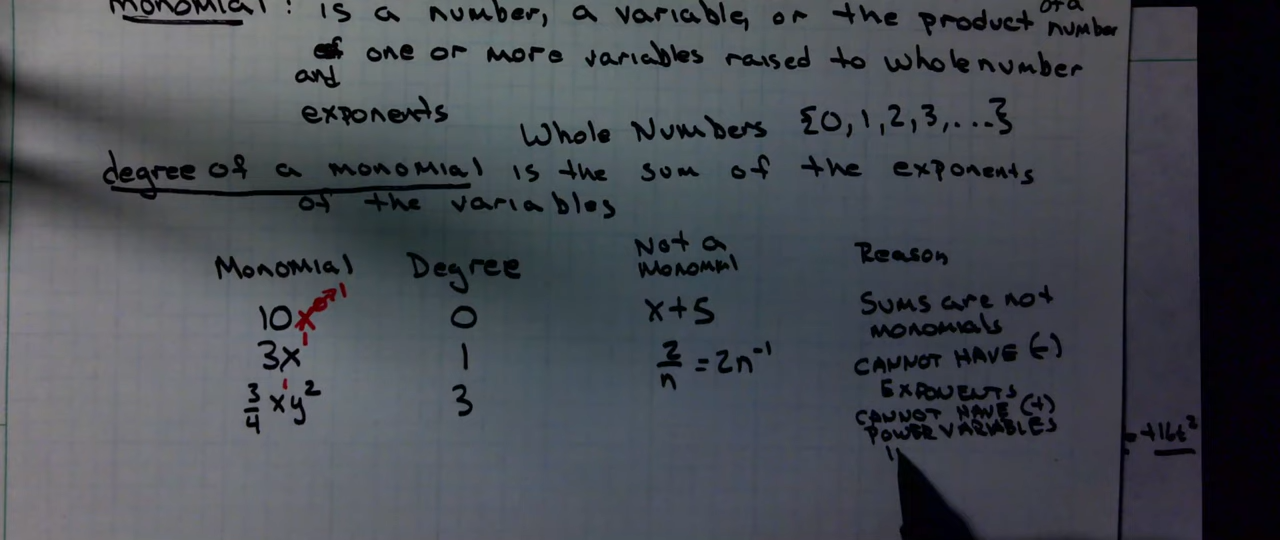 monomial: is a number, a variable, or the product of a number
of one or more variables raised to whole number
and
exponents
Whole Numbers {0, 1, 2, 3, ...}
degree of a monomial is the sum of the exponents
of the variables
Monomial Degree Not a Monomial Reason
10x 0 x+5 SUMS ARE NOT
MONOMIALS
3x¹ 1 2/n = 2n⁻¹ CANNOT HAVE (-)
EXPONENTS
3/4 x¹y² 3 CANNOT HAVE (+)
POWER VARIABLES
+16t²